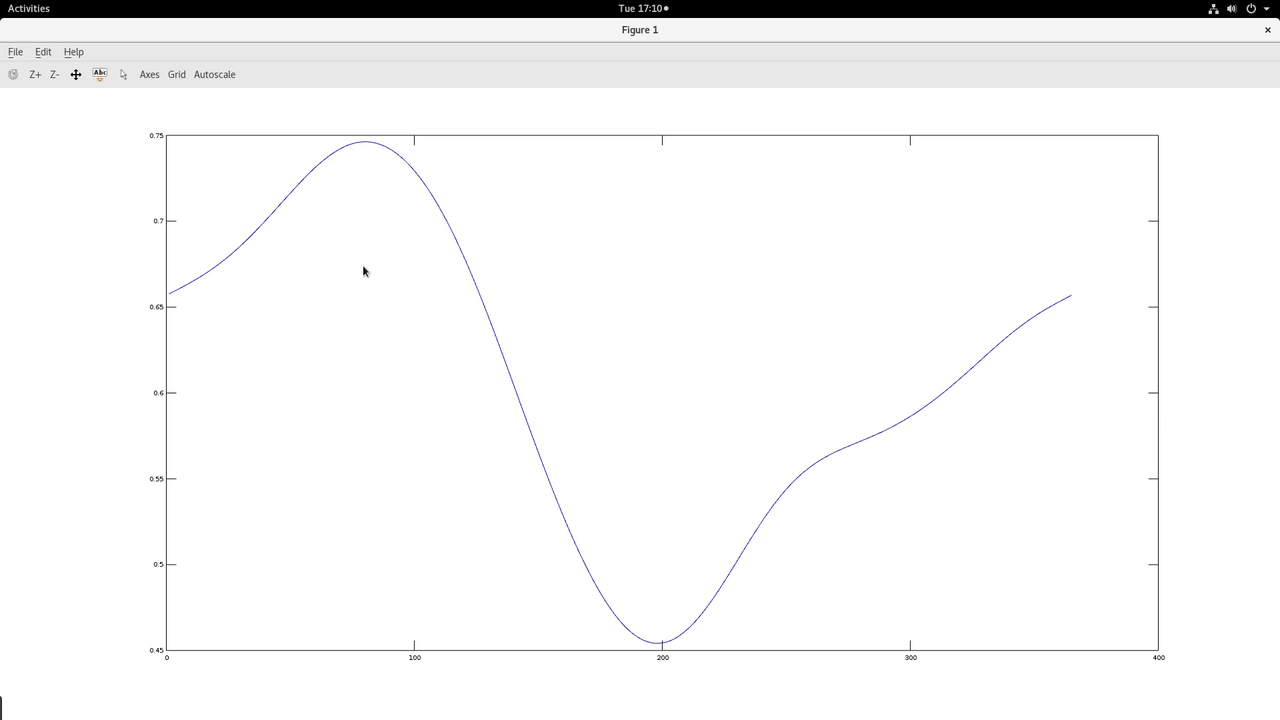 Activities
Tue 17:10
Figure 1
File Edit Help
Z+ Z- Abc Axes Grid Autoscale
0.75
0.7
0.65
0.6
0.55
0.5
0.45
0 100 200 300 400